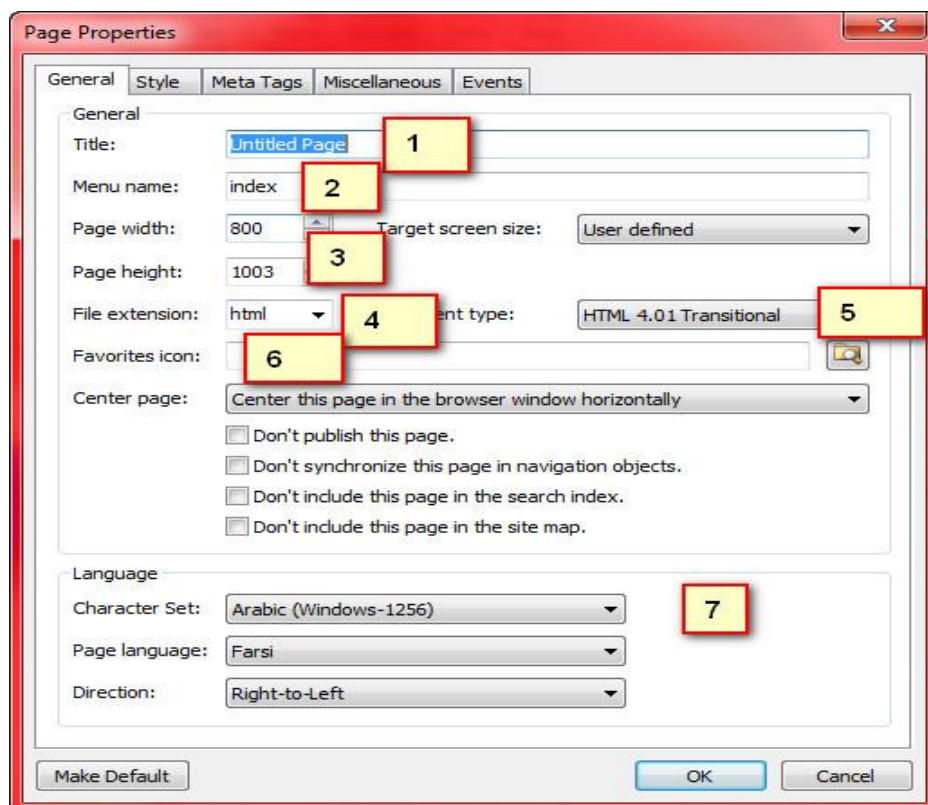 Page Properties
General Style Meta Tags Miscellaneous Events
General
Title: Untitled Page 1
Menu name: index 2
Page width: 800 Target screen size: User defined
3
Page height: 1003
File extension: html 4 ent type: HTML 4.01 Transitional 5
Favorites icon: 6
Center page: Center this page in the browser window horizontally
Don't publish this page.
Don't synchronize this page in navigation objects.
Don't include this page in the search index.
Don't include this page in the site map.
Language
Character Set: Arabic (Windows-1256) 7
Page language: Farsi
Direction: Right-to-Left
Make Default OK Cancel